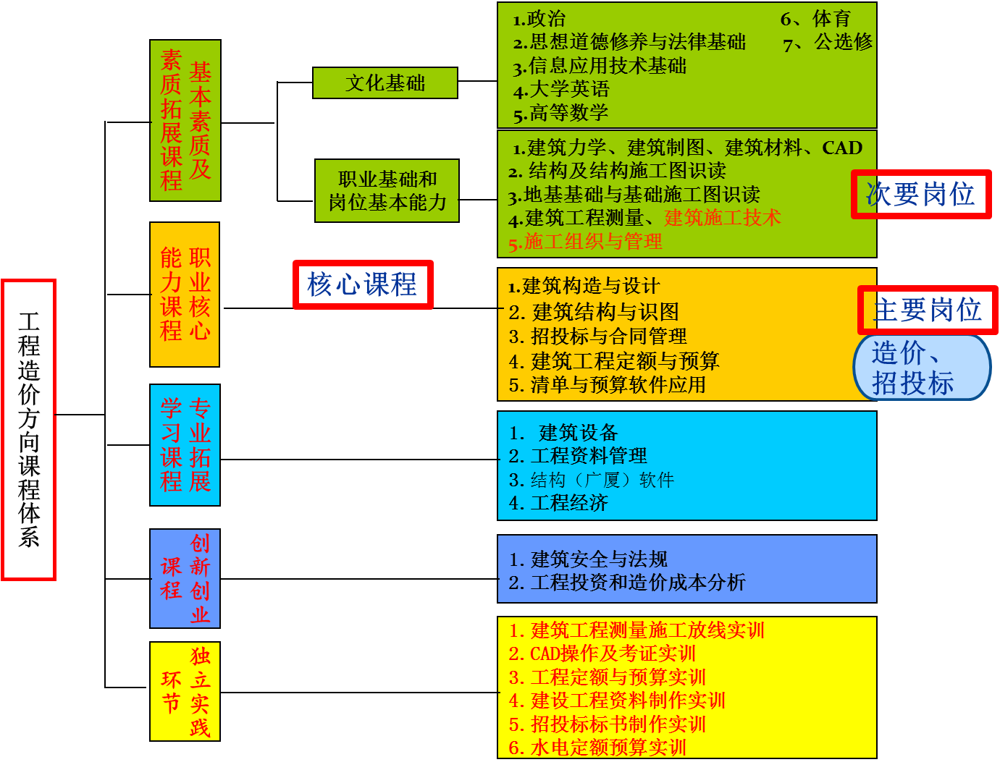 工程造价方向课程体系
基本素质及
素质拓展课程
文化基础
1.政治
2.思想道德修养与法律基础
3.信息应用技术基础
4.大学英语
5.高等数学
6、体育
7、公选修
职业基础和
岗位基本能力
1.建筑力学、建筑制图、建筑材料、CAD
2. 结构及结构施工图识读
3.地基基础与基础施工图识读
4.建筑工程测量、建筑施工技术
5.施工组织与管理
次要岗位
职业核心
能力课程
核心课程
1.建筑构造与设计
2. 建筑结构与识图
3. 招投标与合同管理
4. 建筑工程定额与预算
5. 清单与预算软件应用
主要岗位
造价、
招投标
专业拓展
学习课程
1. 建筑设备
2. 工程资料管理
3. 结构（广厦）软件
4. 工程经济
创新创业
课程
1. 建筑安全与法规
2. 工程投资和造价成本分析
独立实践
环节
1. 建筑工程测量施工放线实训
2. CAD操作及考证实训
3. 工程定额与预算实训
4. 建设工程资料制作实训
5. 招投标标书制作实训
6. 水电定额预算实训